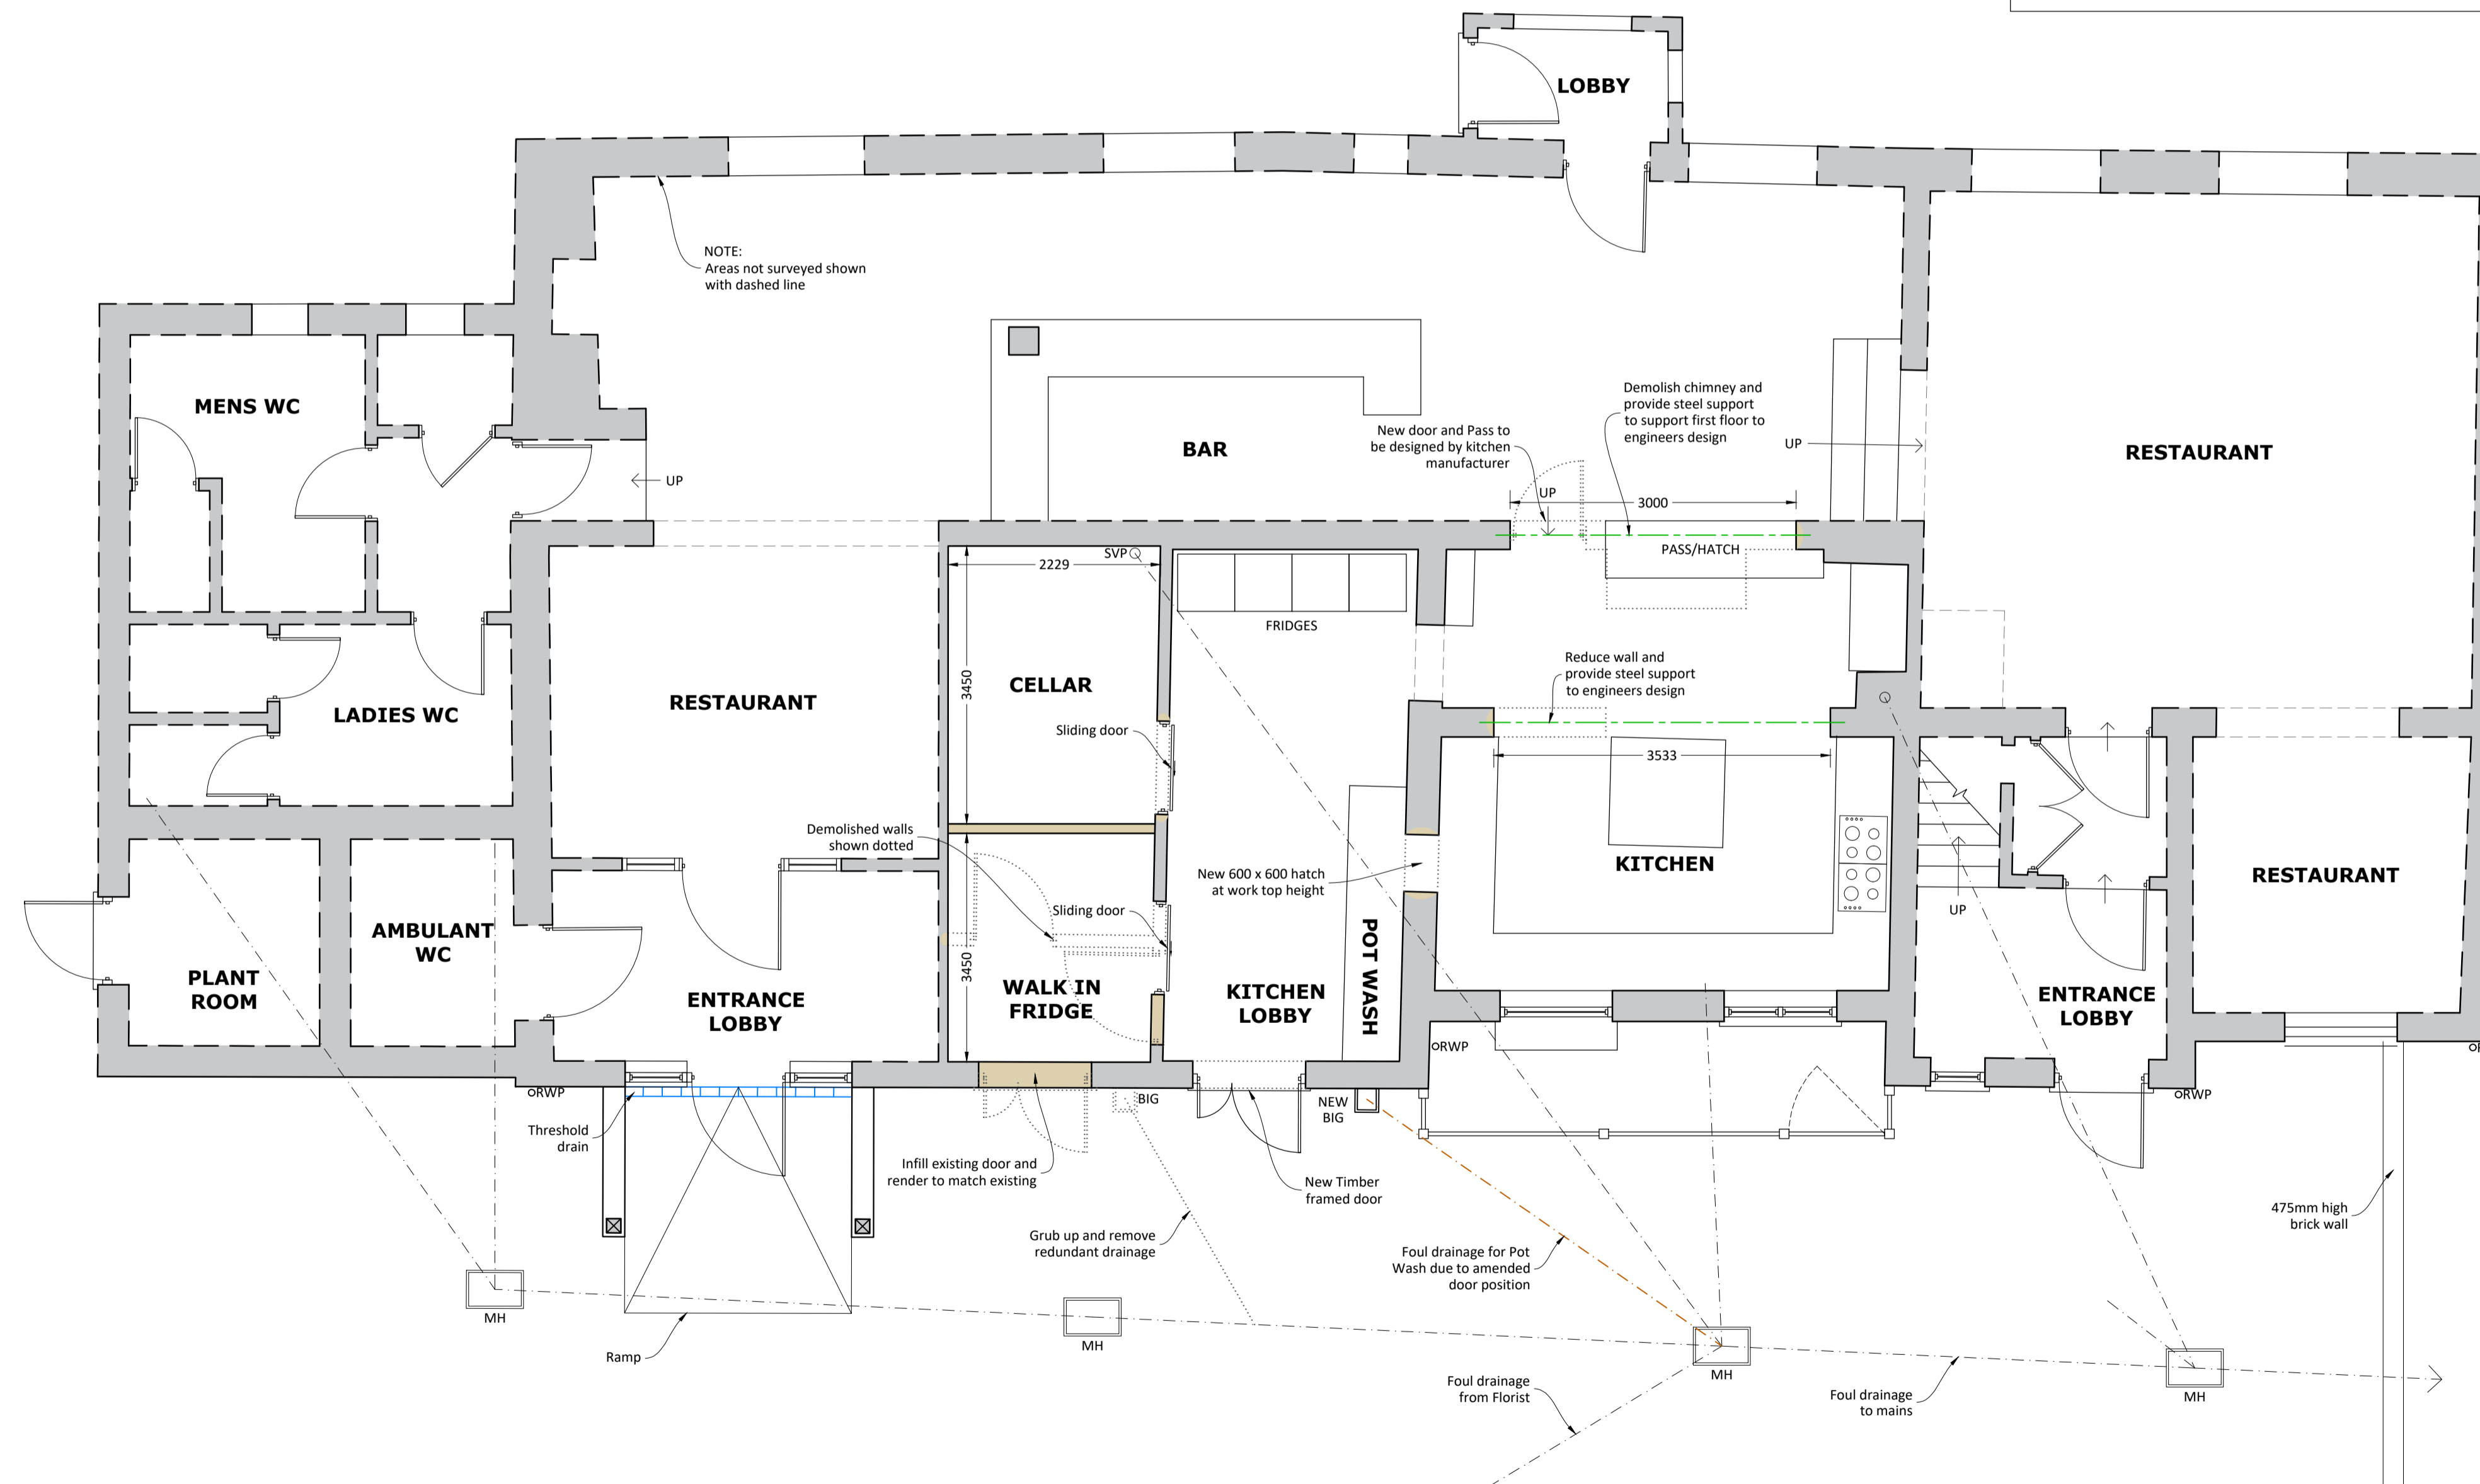 LOBBY
NOTE:
Areas not surveyed shown
with dashed line
MENS WC
BAR
New door and Pass to
be designed by kitchen
manufacturer
Demolish chimney and
provide steel support
to support first floor to
engineers design
UP
RESTAURANT
UP
UP
3000
SVP
2229
PASS/HATCH
FRIDGES
3450
CELLAR
RESTAURANT
LADIES WC
Reduce wall and
provide steel support
to engineers design
Sliding door
3533
Demolished walls
shown dotted
New 600 x 600 hatch
at work top height
KITCHEN
RESTAURANT
Sliding door
UP
AMBULANT
WC
POT WASH
3450
PLANT
ROOM
ENTRANCE
LOBBY
WALK IN
FRIDGE
KITCHEN
LOBBY
ENTRANCE
LOBBY
RWP
RWP
BIG
NEW
BIG
RWP
Threshold
drain
Infill existing door and
render to match existing
New Timber
framed door
475mm high
brick wall
Grub up and remove
redundant drainage
Foul drainage for Pot
Wash due to amended
door position
MH
Ramp
MH
MH
MH
Foul drainage
from Florist
Foul drainage
to mains